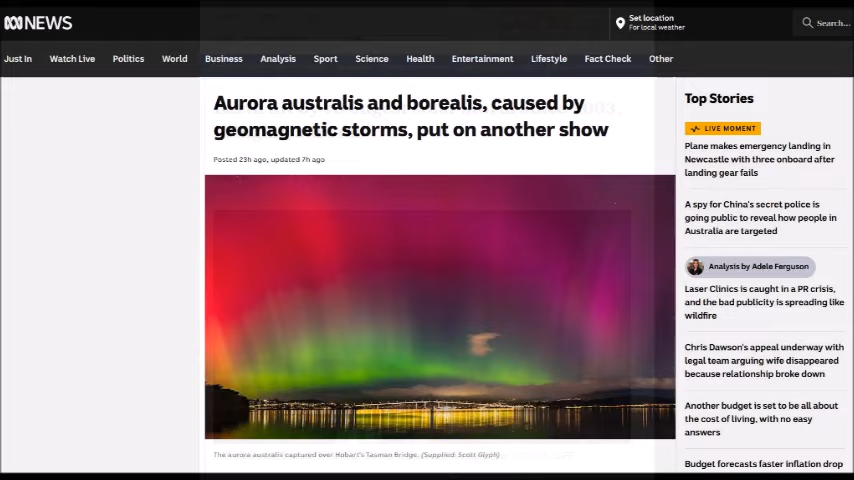 NEWS
Set location
For local weather
Search...
Just In Watch Live Politics World Business Analysis Sport Science Health Entertainment Lifestyle Fact Check Other
Aurora australis and borealis, caused by
geomagnetic storms, put on another show
Posted 23h ago, updated 7h ago
The aurora australis captured over Hobart's Tasman Bridge. (Supplied: Scott Glyph)
Top Stories
LIVE MOMENT
Plane makes emergency landing in
Newcastle with three onboard after
landing gear fails
A spy for China's secret police is
going public to reveal how people in
Australia are targeted
Analysis by Adele Ferguson
Laser Clinics is caught in a PR crisis,
and the bad publicity is spreading like
wildfire
Chris Dawson's appeal underway with
legal team arguing wife disappeared
because relationship broke down
Another budget is set to be all about
the cost of living, with no easy
answers
Budget forecasts faster inflation drop